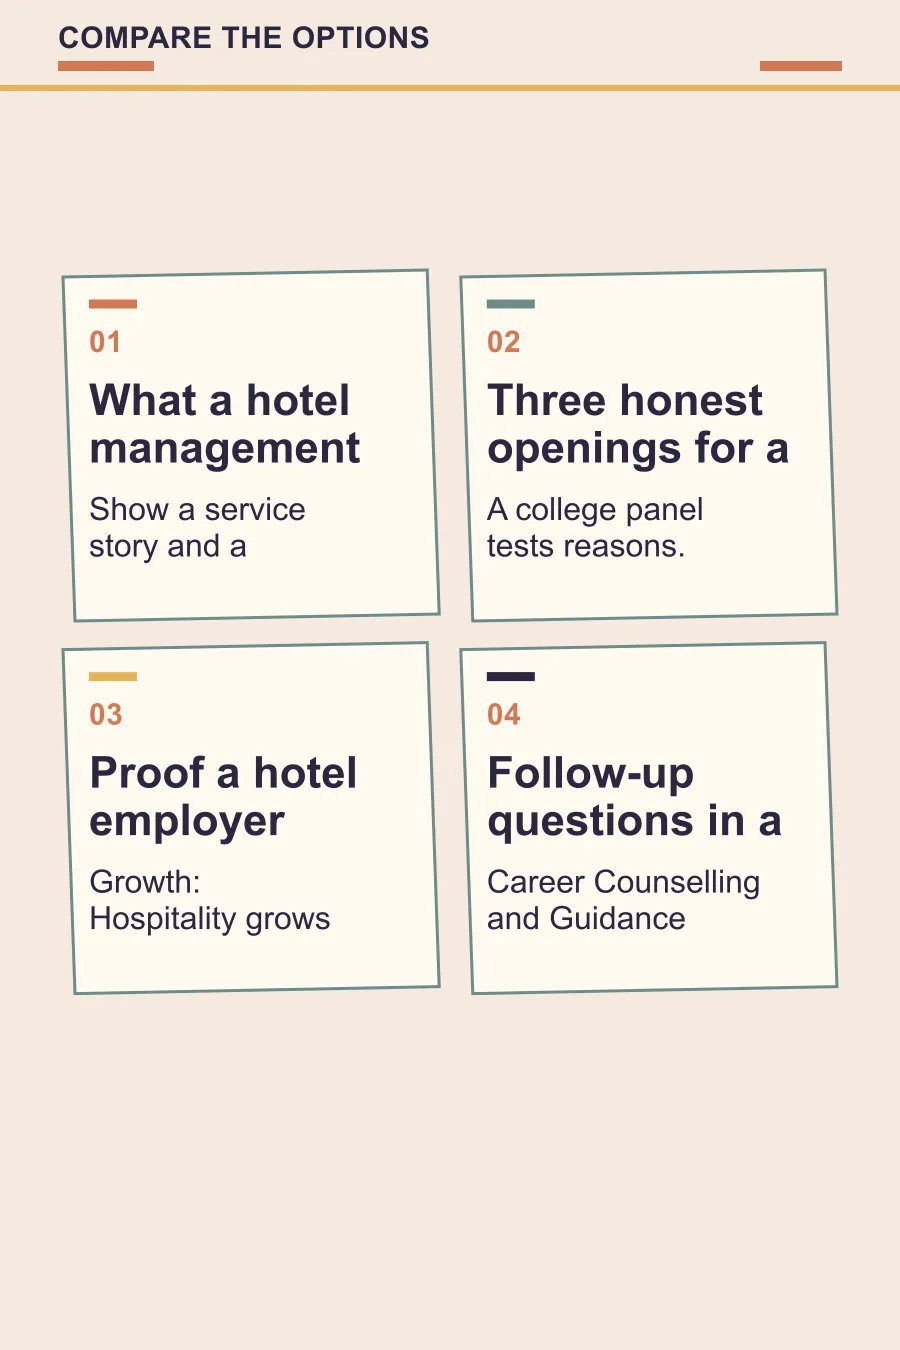 COMPARE THE OPTIONS
01
What a hotel
management
Show a service
story and a
02
Three honest
openings for a
A college panel
tests reasons.
03
Proof a hotel
employer
Growth:
Hospitality grows
04
Follow-up
questions in a
Career Counselling
and Guidance